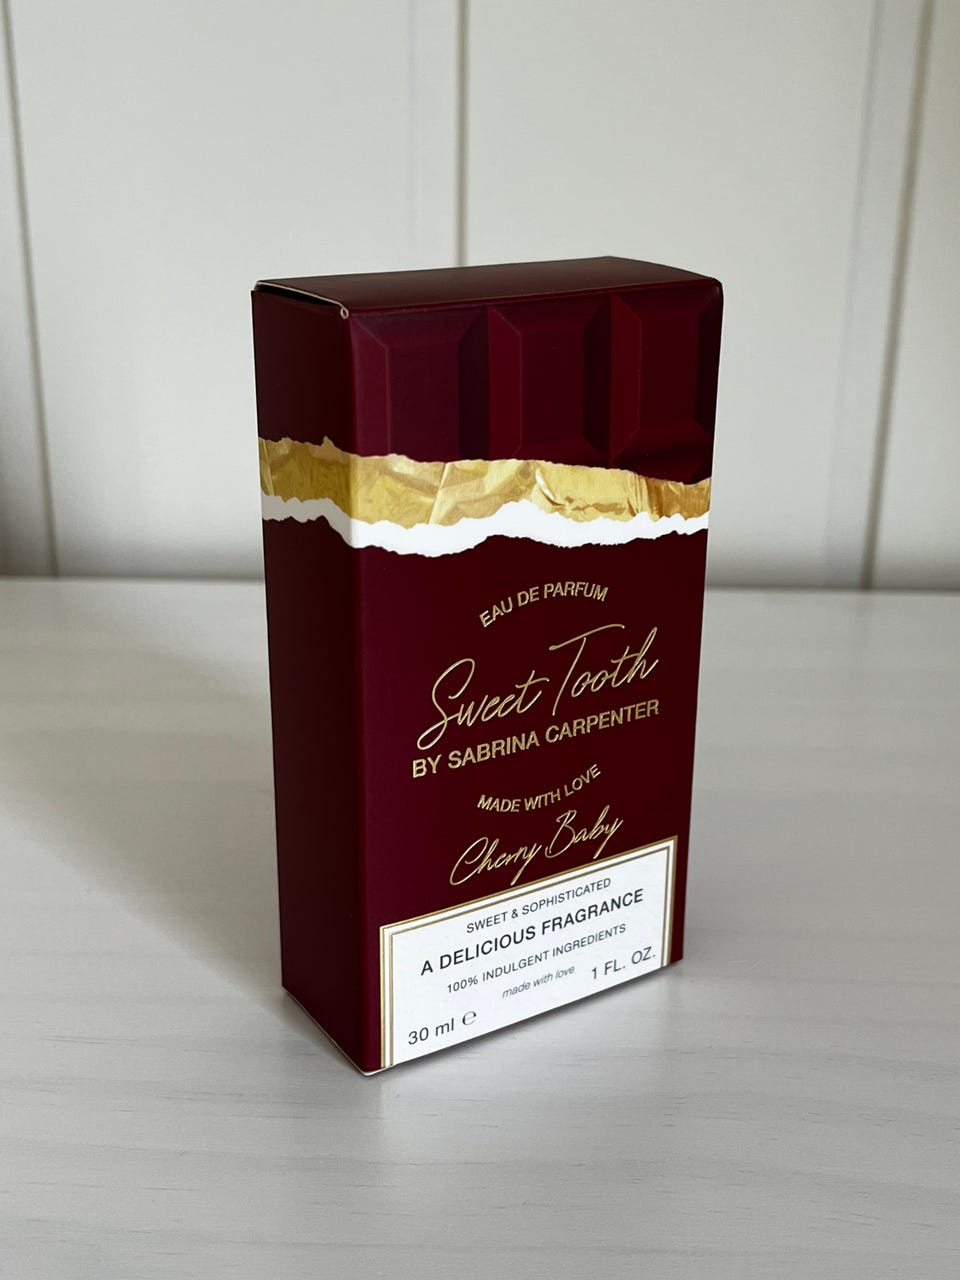 EAU DE PARFUM
Sweet Tooth
BY SABRINA CARPENTER
MADE WITH LOVE
Cherry Baby
SWEET & SOPHISTICATED
A DELICIOUS FRAGRANCE
100% INDULGENT INGREDIENTS
made with love
30 ml ℮ 1 FL. OZ.